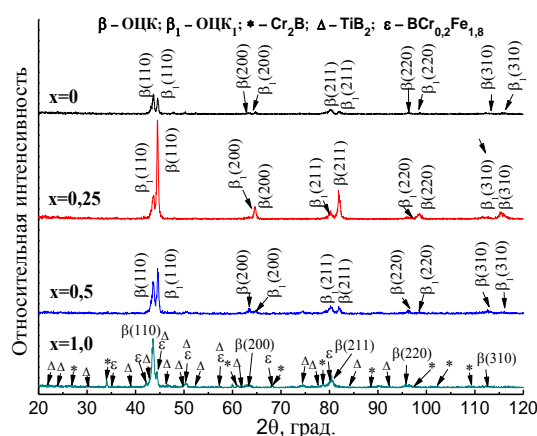 β – ОЦК; β₁ – ОЦК₁; * – Cr₂B; Δ – TiB₂; ε – BCr₀,₂Fe₁,₈
Относительная интенсивность
x=0
β(110)
β₁(110)
β(200)
β₁(200)
β(211)
β₁(211)
β(220)
β₁(220)
β(310)
β₁(310)
x=0,25
β₁(110)
β(110)
β₁(200)
β(200)
β₁(211)
β(211)
β₁(220)
β(220)
β₁(310)
β(310)
x=0,5
β(110)
β₁(110)
β(200)
β₁(200)
β₁(211)
β(211)
β(220)
β₁(220)
β(310)
β₁(310)
x=1,0
β(110)
β(200)
β(211)
β(220)
β(310)
Δ Δ * Δ * ε Δ ε Δ Δ ε Δ Δ ε Δ ε Δ ε * Δ ε * Δ Δ * ε Δ * Δ * * *
20 30 40 50 60 70 80 90 100 110 120
2θ, град.